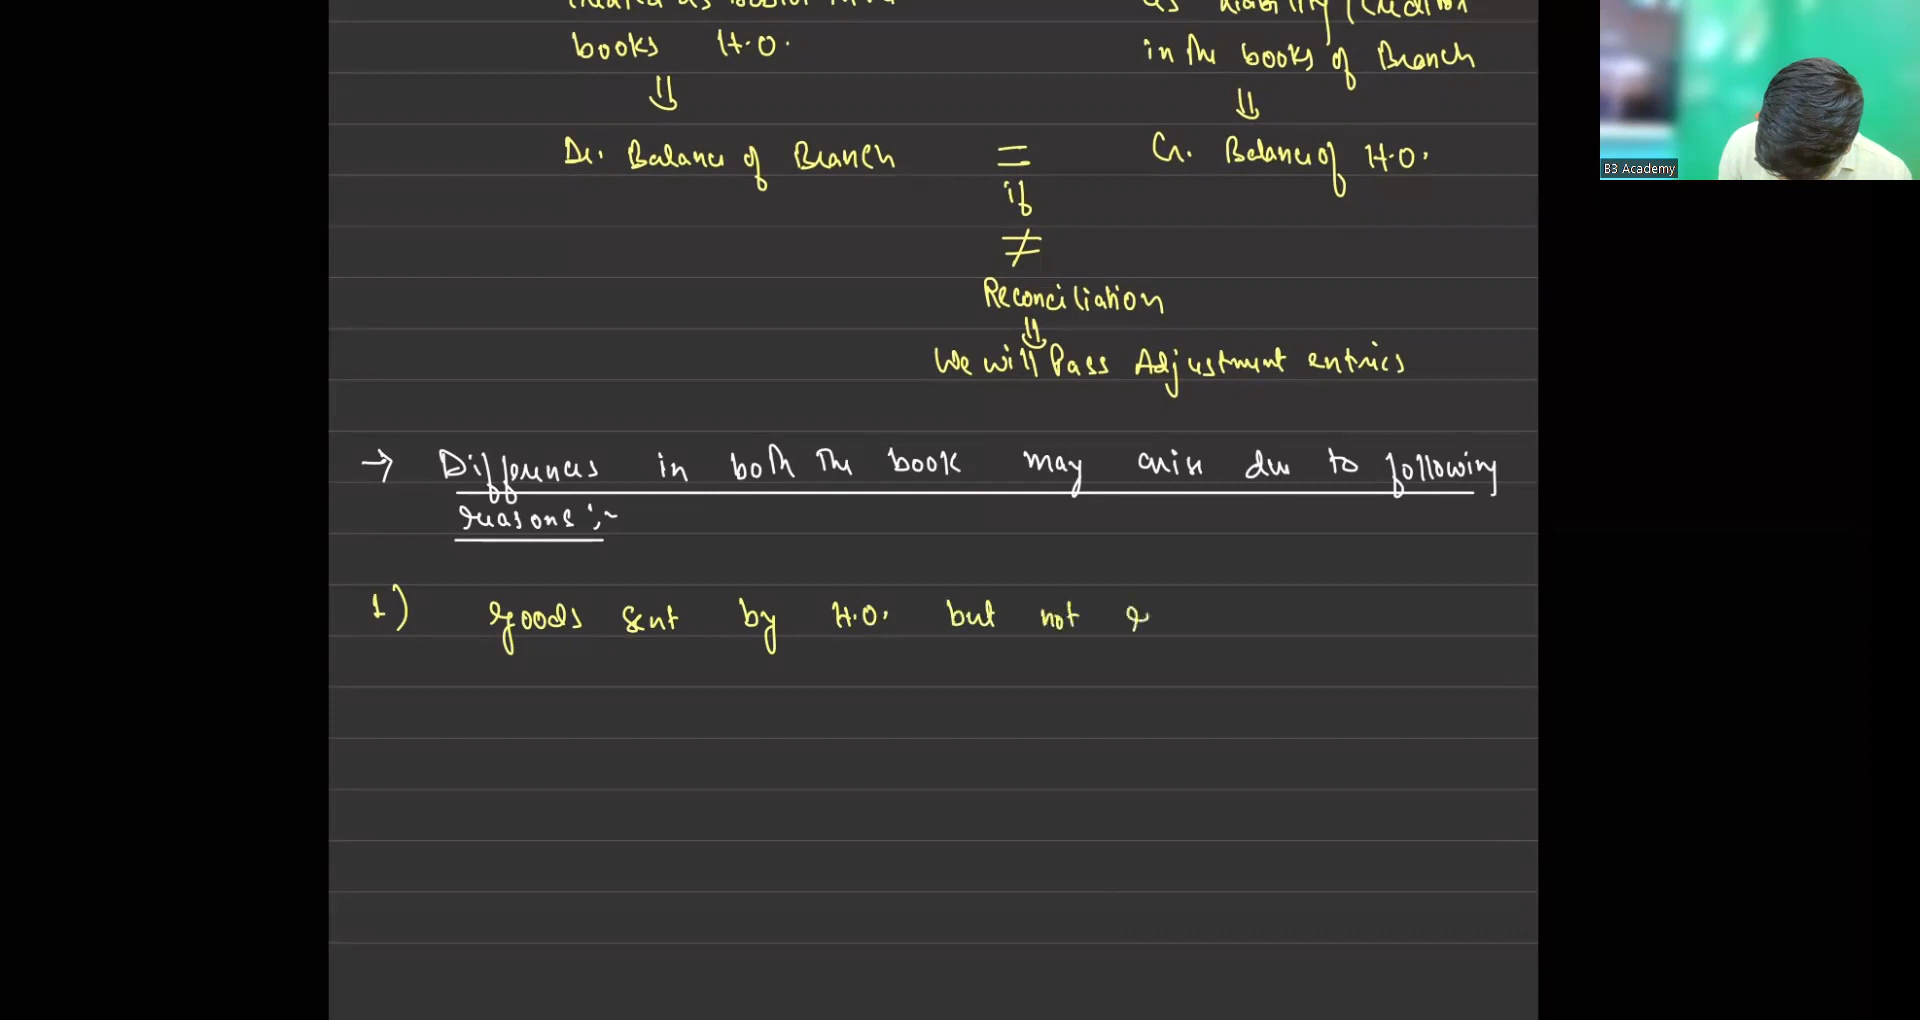 books H.O.
in the books of Branch
⇓ ⇓
Dr. Balance of Branch = Cr. Balance of H.O.
if
≠
Reconciliation
⇓
We will Pass Adjustment entries
→ Differences in both the book may arise due to following
reasons :-
1) goods sent by H.O. but not
B3 Academy